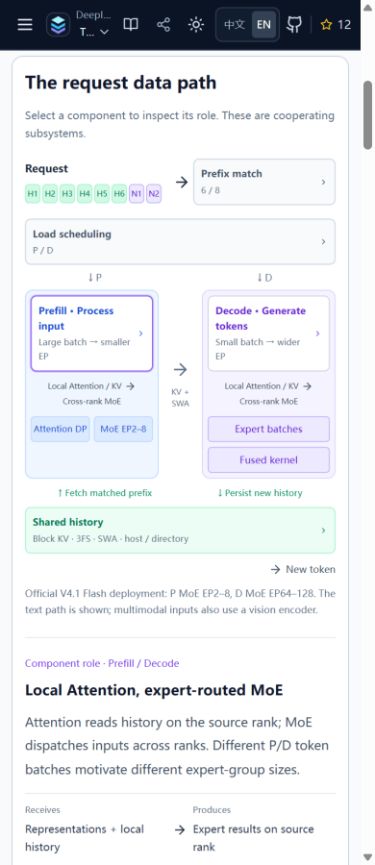 Deepl...
T...
中文 EN
12
The request data path
Select a component to inspect its role. These are cooperating
subsystems.
Request
H1 H2 H3 H4 H5 H6 N1 N2
→
Prefix match
6 / 8
Load scheduling
P / D
↓ P
↓ D
Prefill • Process
input
Large batch → smaller
EP
Local Attention / KV →
Cross-rank MoE
Attention DP
MoE EP2–8
→
KV +
SWA
Decode • Generate
tokens
Small batch → wider
EP
Local Attention / KV →
Cross-rank MoE
Expert batches
Fused kernel
↑ Fetch matched prefix
↓ Persist new history
Shared history
Block KV · 3FS · SWA · host / directory
→ New token
Official V4.1 Flash deployment: P MoE EP2–8, D MoE EP64–128. The
text path is shown; multimodal inputs also use a vision encoder.
Component role · Prefill / Decode
Local Attention, expert-routed MoE
Attention reads history on the source rank; MoE
dispatches inputs across ranks. Different P/D token
batches motivate different expert-group sizes.
Receives
Representations + local
history
→
Produces
Expert results on source
rank